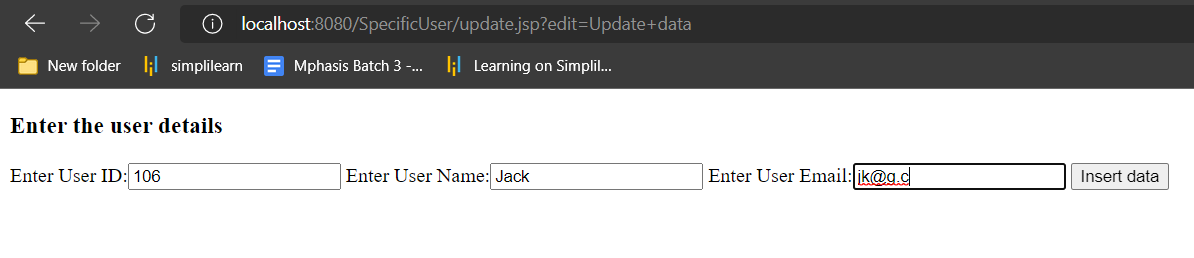 localhost:8080/SpecificUser/update.jsp?edit=Update+data
New folder simplilearn Mphasis Batch 3 -... Learning on Simplil...
Enter the user details
Enter User ID: 106 Enter User Name: Jack Enter User Email: jk@g.c Insert data